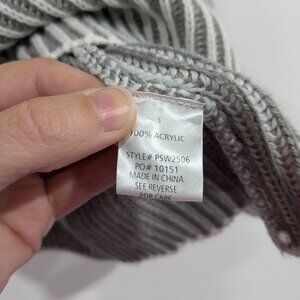 S
100% ACRYLIC
STYLE# PSW2506
PO# 10151
MADE IN CHINA
SEE REVERSE
FOR CARE